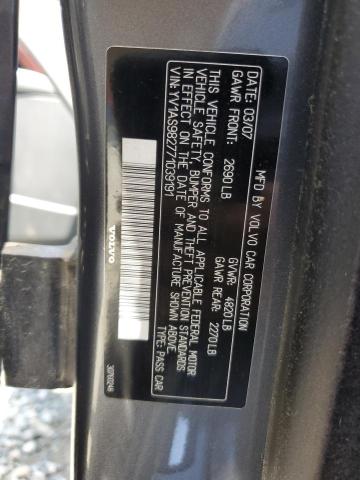 MFD BY VOLVO CAR CORPORATION
DATE: 03/07 GVWR: 4820 LB
GAWR FRONT: 2690 LB GAWR REAR: 2270 LB
THIS VEHICLE CONFORMS TO ALL APPLICABLE FEDERAL MOTOR
VEHICLE, SAFETY, BUMPER AND THEFT PREVENTION STANDARDS
IN EFFECT ON THE DATE OF MANUFACTURE SHOWN ABOVE.
VIN: YV1AS982771039191 TYPE: PASS CAR
VOLVO